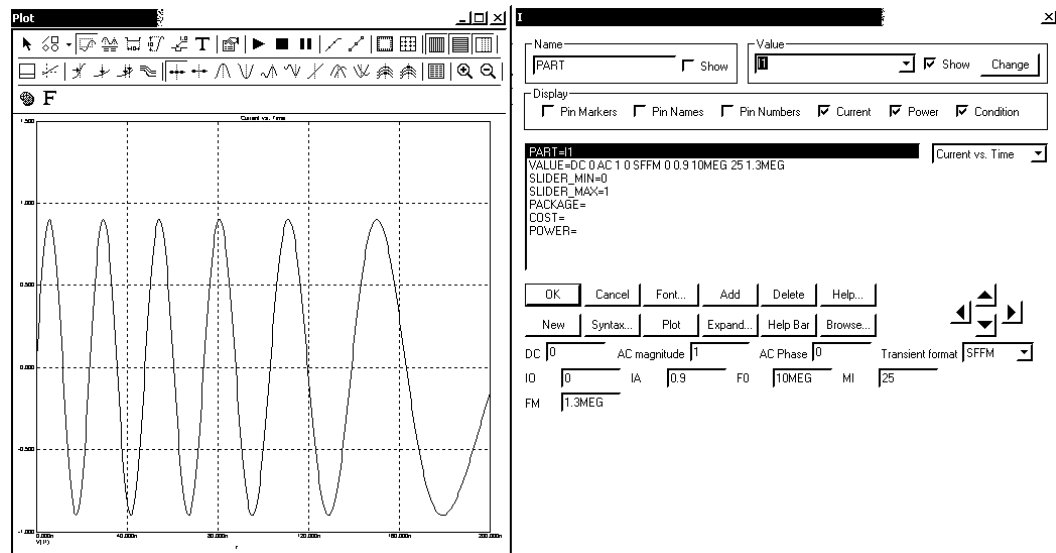 Plot
T
F
Current vs. Time
1.500
1.000
0.500
0.000
-0.500
-1.000
40.000n
80.000n
120.000n
160.000n
200.000n
I
Name
PART
Show
Value
I1
Show
Change
Display
Pin Markers
Pin Names
Pin Numbers
Current
Power
Condition
PART=I1
Current vs. Time
VALUE=DC 0 AC 1 0 SFFM 0 0.9 10MEG 25 1.3MEG
SLIDER_MIN=0
SLIDER_MAX=1
PACKAGE=
COST=
POWER=
OK
Cancel
Font...
Add
Delete
Help...
New
Syntax...
Plot
Expand...
Help Bar
Browse...
DC 0
AC magnitude 1
AC Phase 0
Transient format SFFM
IO 0
IA 0.9
F0 10MEG
MI 25
FM 1.3MEG